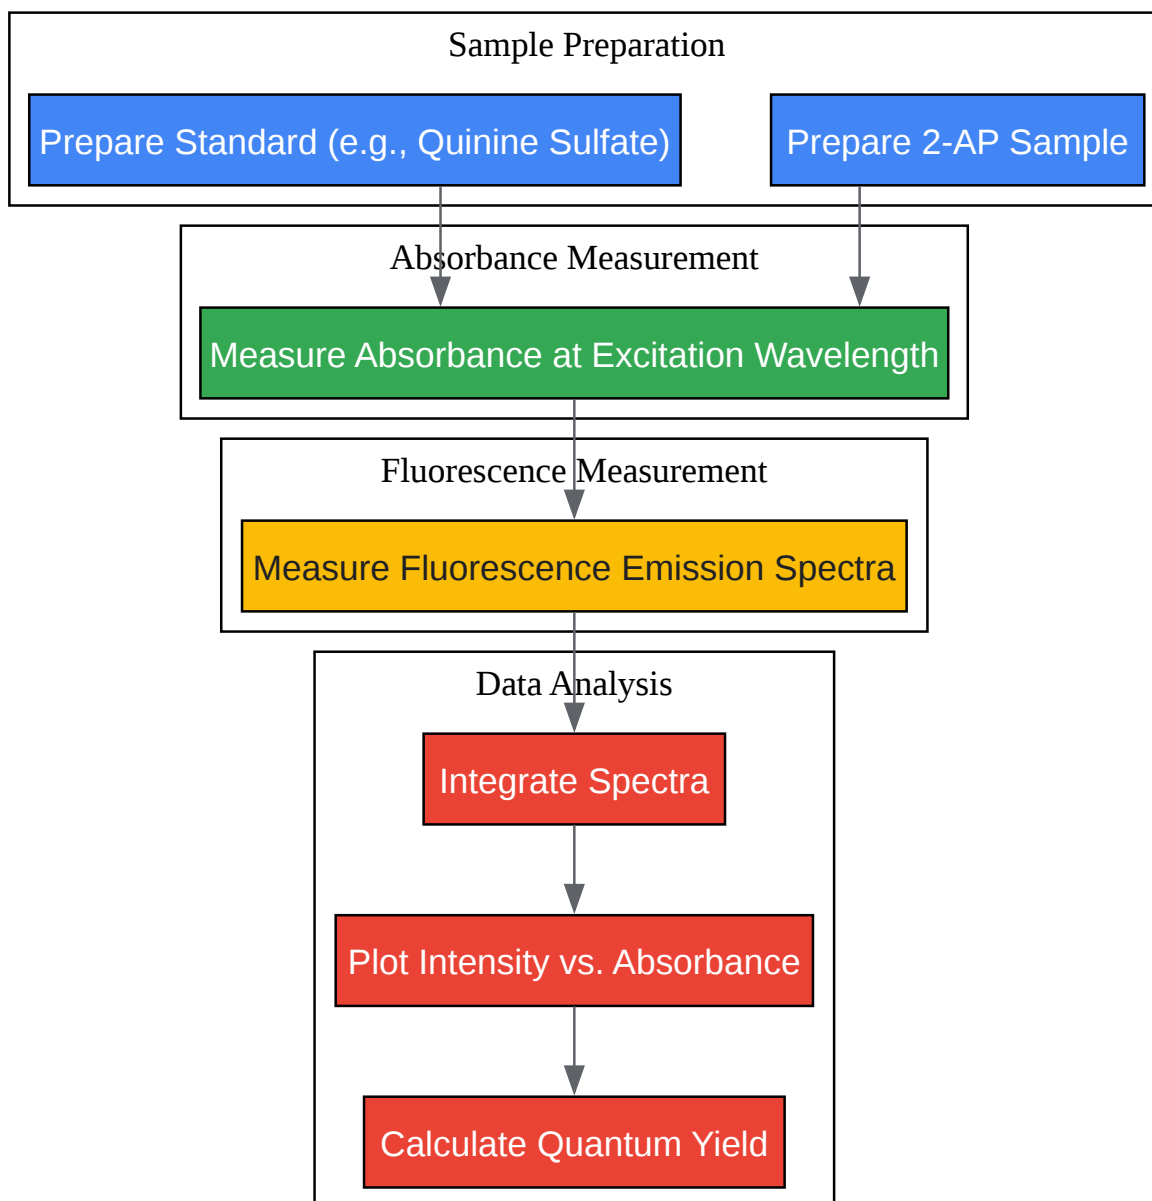 Sample Preparation
Prepare Standard (e.g., Quinine Sulfate)
Prepare 2-AP Sample
Absorbance Measurement
Measure Absorbance at Excitation Wavelength
Fluorescence Measurement
Measure Fluorescence Emission Spectra
Data Analysis
Integrate Spectra
Plot Intensity vs. Absorbance
Calculate Quantum Yield